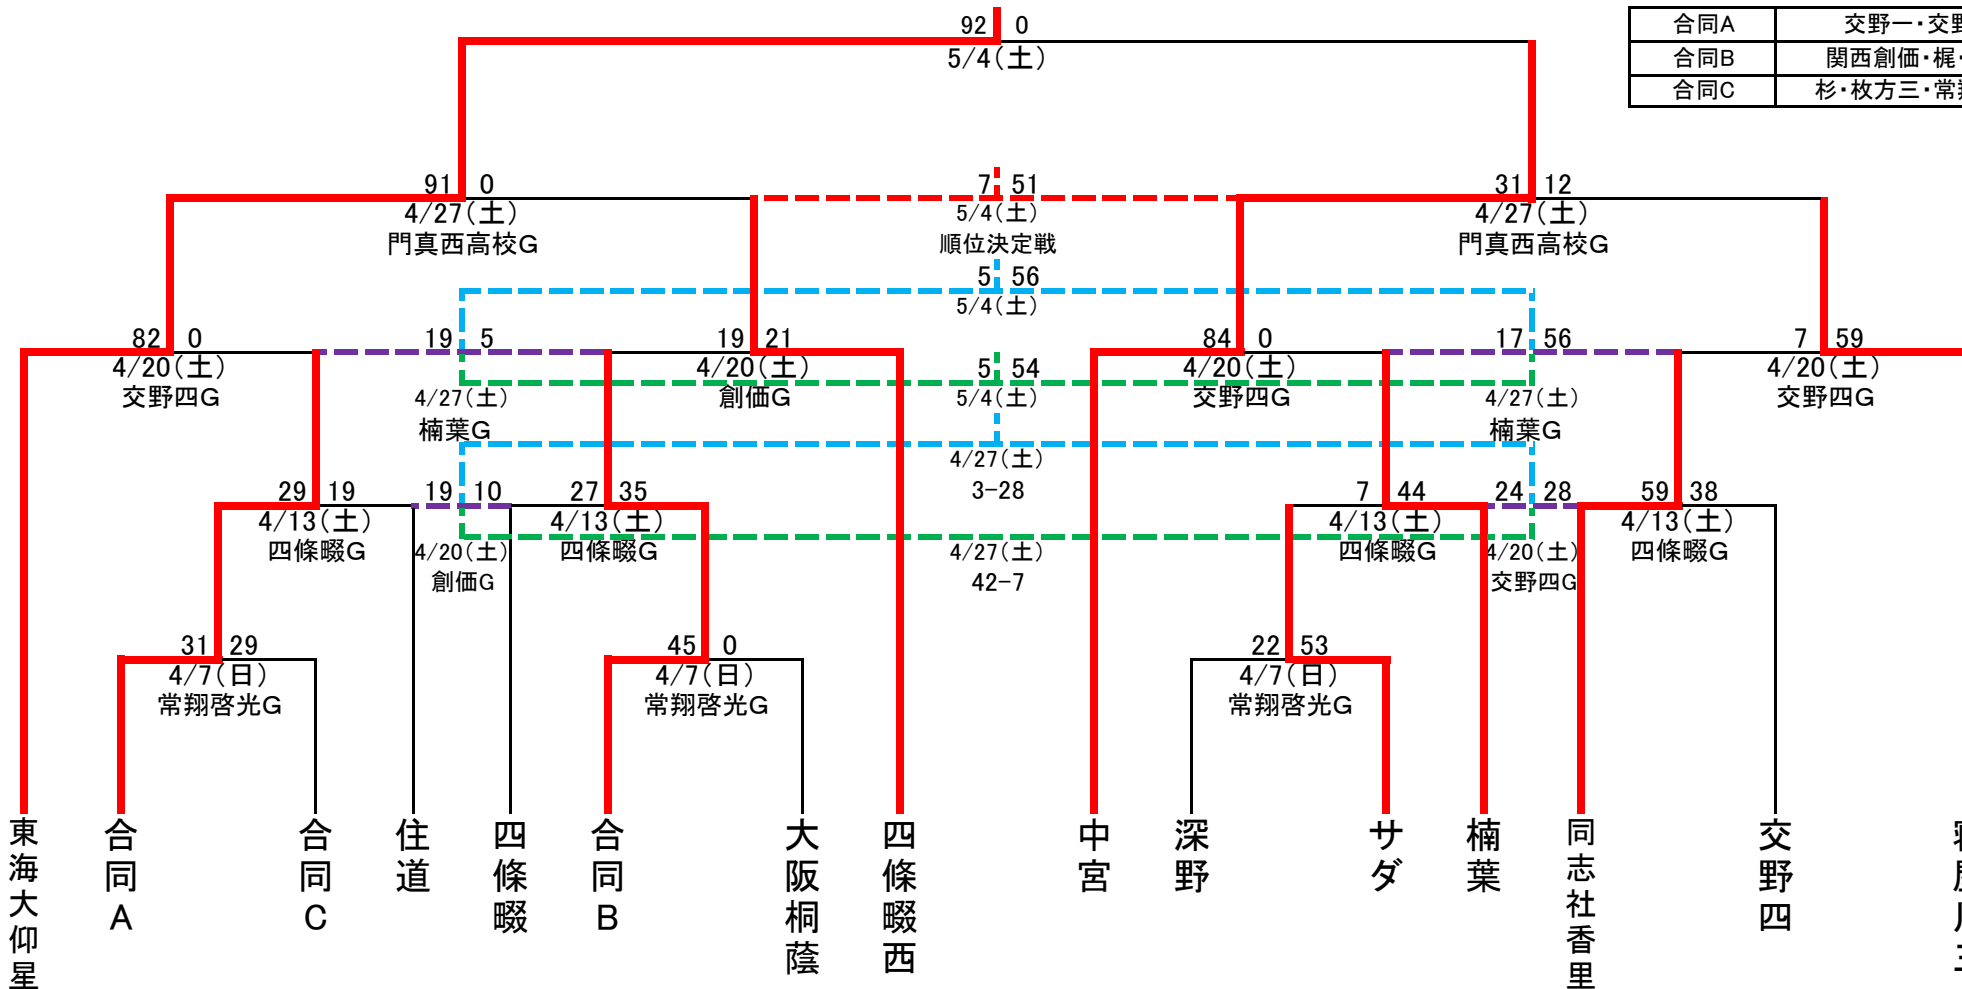 92 0
5/4(土)
合同A 交野一・交野
合同B 関西創価・梶・
合同C 杉・枚方三・常翔
91 0
4/27(土)
門真西高校G
7 51
5/4(土)
順位決定戦
31 12
4/27(土)
門真西高校G
5 56
5/4(土)
82 0
4/20(土)
交野四G
19 5
4/27(土)
楠葉G
19 21
4/20(土)
創価G
5 54
5/4(土)
84 0
4/20(土)
交野四G
17 56
4/27(土)
楠葉G
7 59
4/20(土)
交野四G
4/27(土)
3-28
29 19
4/13(土)
四條畷G
19 10
4/20(土)
創価G
27 35
4/13(土)
四條畷G
4/27(土)
42-7
7 44
4/13(土)
四條畷G
24 28
4/20(土)
交野四G
59 38
4/13(土)
四條畷G
31 29
4/7(日)
常翔啓光G
45 0
4/7(日)
常翔啓光G
22 53
4/7(日)
常翔啓光G
東海大仰星
合同A
合同C
住道
四條畷
合同B
大阪桐蔭
四條畷西
中宮
深野
サダ
楠葉
同志社香里
交野四